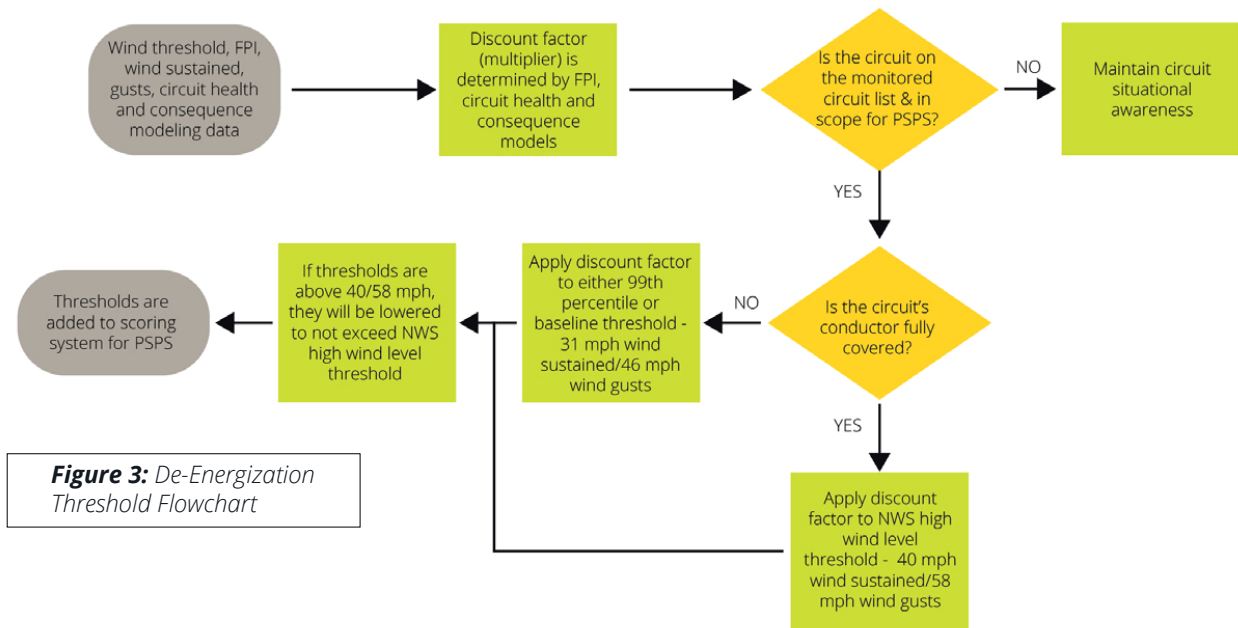 Wind threshold, FPI,
wind sustained,
gusts, circuit health
and consequence
modeling data
Discount factor
(multiplier) is
determined by FPI,
circuit health and
consequence
models
Is the circuit on
the monitored
circuit list & in
scope for PSPS?
NO
Maintain circuit
situational
awareness
YES
Is the circuit's
conductor fully
covered?
NO
Apply discount factor
to either 99th
percentile or
baseline threshold -
31 mph wind
sustained/46 mph
wind gusts
If thresholds are
above 40/58 mph,
they will be lowered
to not exceed NWS
high wind level
threshold
Thresholds are
added to scoring
system for PSPS
YES
Apply discount
factor to NWS high
wind level
threshold - 40 mph
wind sustained/58
mph wind gusts
Figure 3: De-Energization
Threshold Flowchart